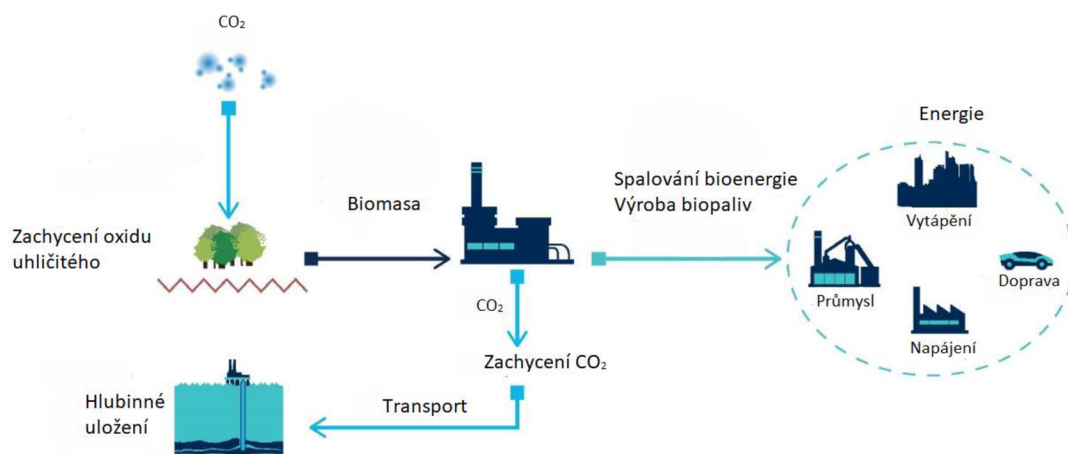 CO₂
Zachycení oxidu
uhličitého
Biomasa
Spalování bioenergie
Výroba biopaliv
Energie
Vytápění
Průmysl
Doprava
Napájení
CO₂
Zachycení CO₂
Transport
Hlubinné
uložení